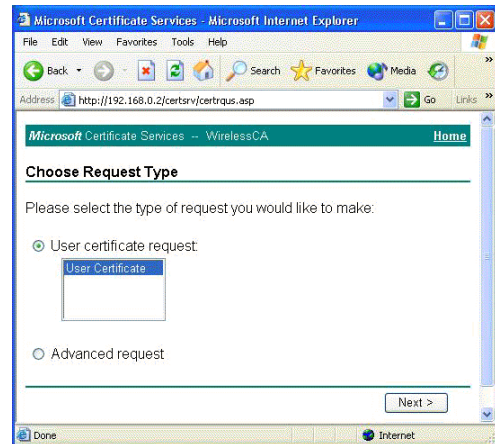 Microsoft Certificate Services - Microsoft Internet Explorer
File Edit View Favorites Tools Help
Back Search Favorites Media »
Address http://192.168.0.2/certsrv/certrqus.asp Go Links »
Microsoft Certificate Services -- WirelessCA Home
Choose Request Type
Please select the type of request you would like to make:
User certificate request:
User Certificate
Advanced request
Next >
Done Internet